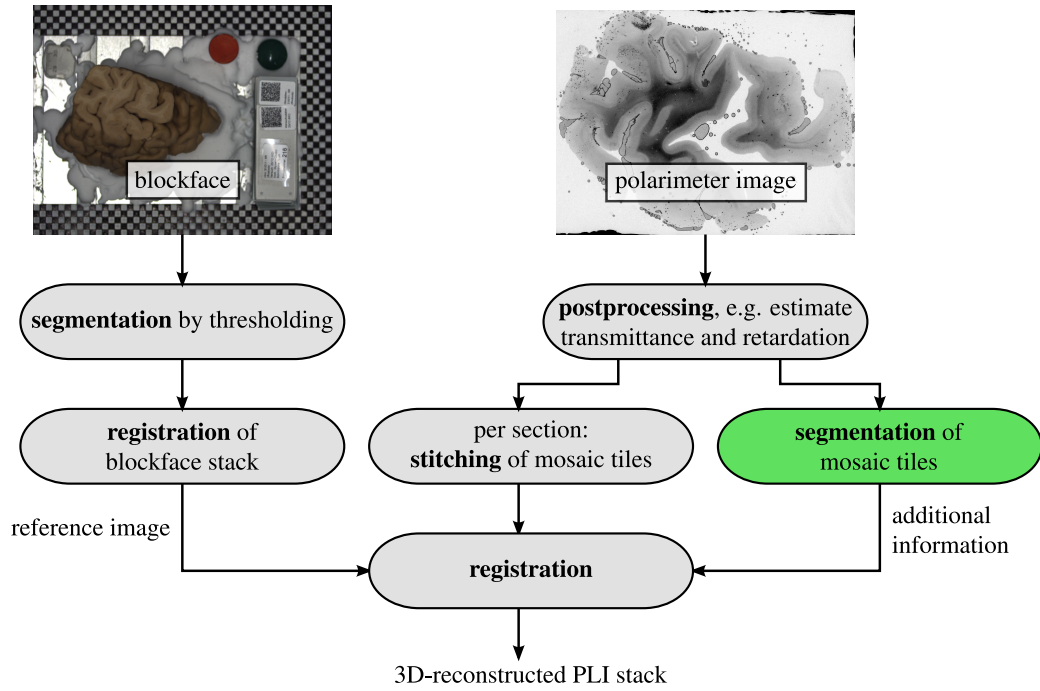 blockface
polarimeter image
segmentation by thresholding
postprocessing, e.g. estimate
transmittance and retardation
registration of
blockface stack
per section:
stitching of mosaic tiles
segmentation of
mosaic tiles
reference image
additional
information
registration
3D-reconstructed PLI stack